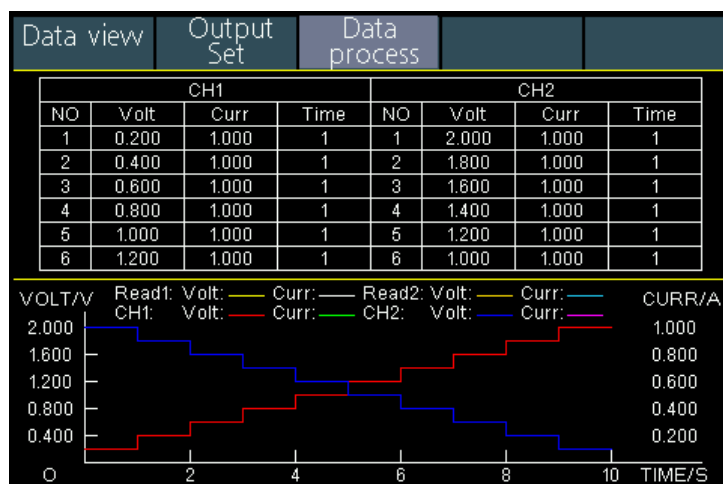 Data view Output Set Data process
CH1 CH2
NO Volt Curr Time NO Volt Curr Time
1 0.200 1.000 1 1 2.000 1.000 1
2 0.400 1.000 1 2 1.800 1.000 1
3 0.600 1.000 1 3 1.600 1.000 1
4 0.800 1.000 1 4 1.400 1.000 1
5 1.000 1.000 1 5 1.200 1.000 1
6 1.200 1.000 1 6 1.000 1.000 1
VOLT/V Read1: Volt: Curr: Read2: Volt: Curr: CURR/A
CH1: Volt: Curr: CH2: Volt: Curr:
2.000 1.000
1.600 0.800
1.200 0.600
0.800 0.400
0.400 0.200
O 2 4 6 8 10 TIME/S